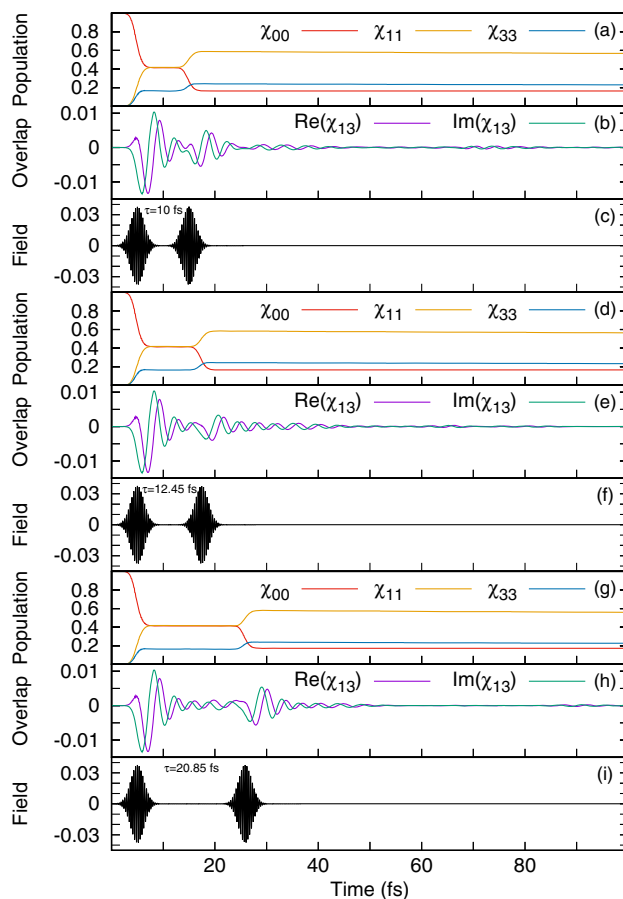 χ00 χ11 χ33 (a)
Population
0.8
0.6
0.4
0.2
Re(χ13) Im(χ13) (b)
Overlap
0.01
0
-0.01
τ=10 fs (c)
Field
0.03
0
-0.03
χ00 χ11 χ33 (d)
Population
0.8
0.6
0.4
0.2
Re(χ13) Im(χ13) (e)
Overlap
0.01
0
-0.01
τ=12.45 fs (f)
Field
0.03
0
-0.03
χ00 χ11 χ33 (g)
Population
0.8
0.6
0.4
0.2
Re(χ13) Im(χ13) (h)
Overlap
0.01
0
-0.01
τ=20.85 fs (i)
Field
0.03
0
-0.03
20 40 60 80
Time (fs)